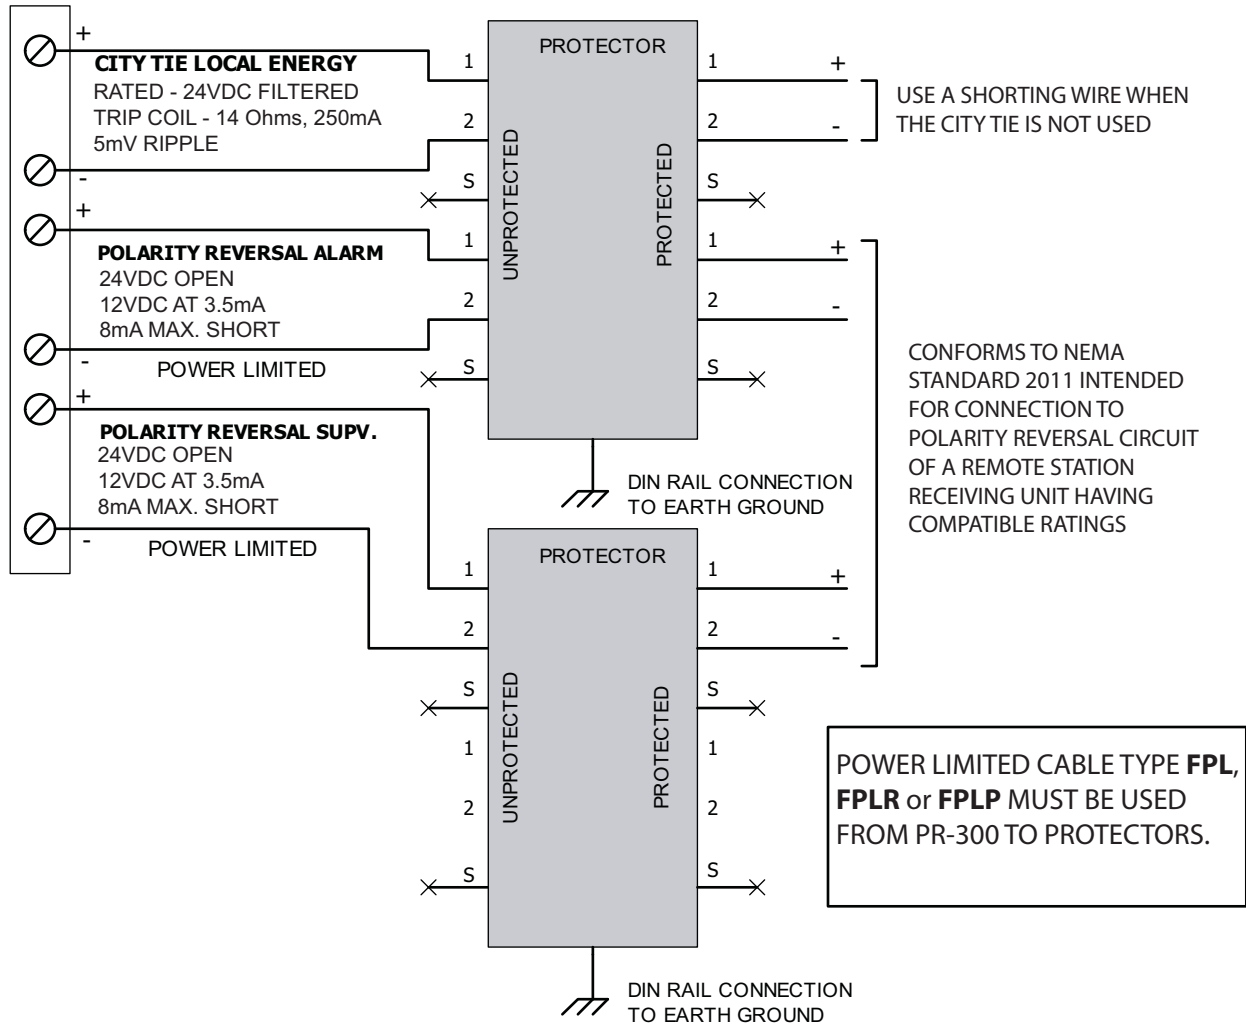 PROTECTOR
+
CITY TIE LOCAL ENERGY
RATED - 24VDC FILTERED
TRIP COIL - 14 Ohms, 250mA
5mV RIPPLE
-
1
2
S
1
2
S
UNPROTECTED
PROTECTED
1
2
S
1
2
S
+
-
USE A SHORTING WIRE WHEN
THE CITY TIE IS NOT USED
+
POLARITY REVERSAL ALARM
24VDC OPEN
12VDC AT 3.5mA
8mA MAX. SHORT
-
POWER LIMITED
+
-
+
POLARITY REVERSAL SUPV.
24VDC OPEN
12VDC AT 3.5mA
8mA MAX. SHORT
-
POWER LIMITED
CONFORMS TO NEMA
STANDARD 2011 INTENDED
FOR CONNECTION TO
POLARITY REVERSAL CIRCUIT
OF A REMOTE STATION
RECEIVING UNIT HAVING
COMPATIBLE RATINGS
DIN RAIL CONNECTION
TO EARTH GROUND
PROTECTOR
1
2
S
1
2
S
UNPROTECTED
PROTECTED
1
2
S
1
2
S
+
-
POWER LIMITED CABLE TYPE FPL,
FPLR or FPLP MUST BE USED
FROM PR-300 TO PROTECTORS.
DIN RAIL CONNECTION
TO EARTH GROUND